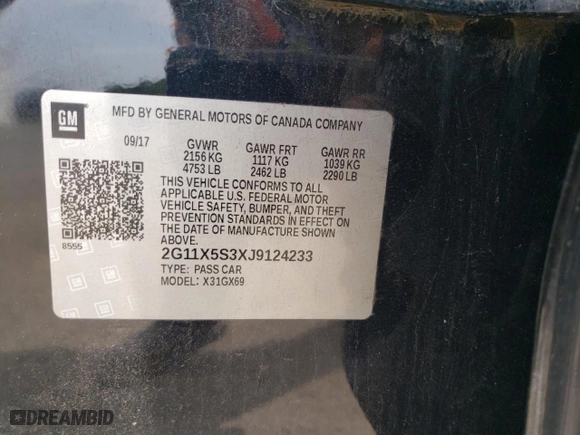 GM
MFD BY GENERAL MOTORS OF CANADA COMPANY
09/17 GVWR GAWR FRT GAWR RR
2156 KG 1117 KG 1039 KG
4753 LB 2462 LB 2290 LB
THIS VEHICLE CONFORMS TO ALL
APPLICABLE U.S. FEDERAL MOTOR
VEHICLE SAFETY, BUMPER, AND THEFT
PREVENTION STANDARDS IN EFFECT ON
THE DATE OF MANUFACTURE SHOWN
ABOVE.
8555
2G11X5S3XJ9124233
TYPE: PASS CAR
MODEL: X31GX69
DREAMBID